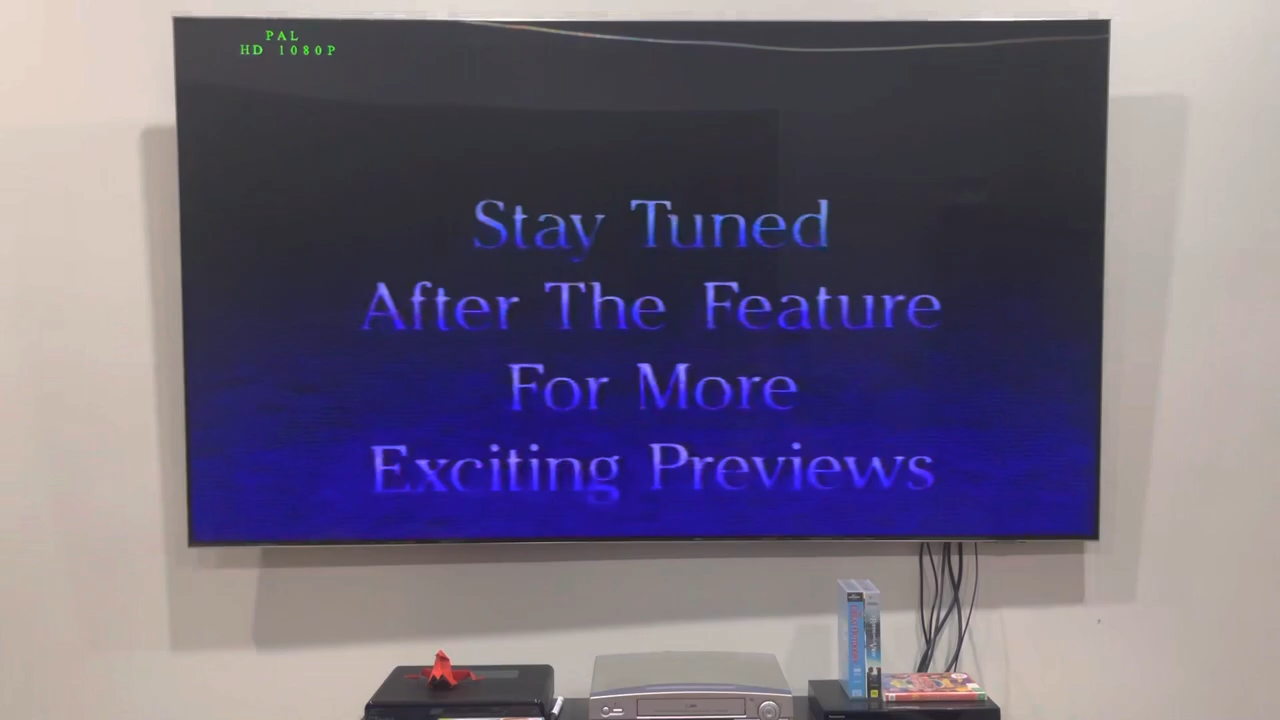 PAL
HD 1080P
Stay Tuned
After The Feature
For More
Exciting Previews